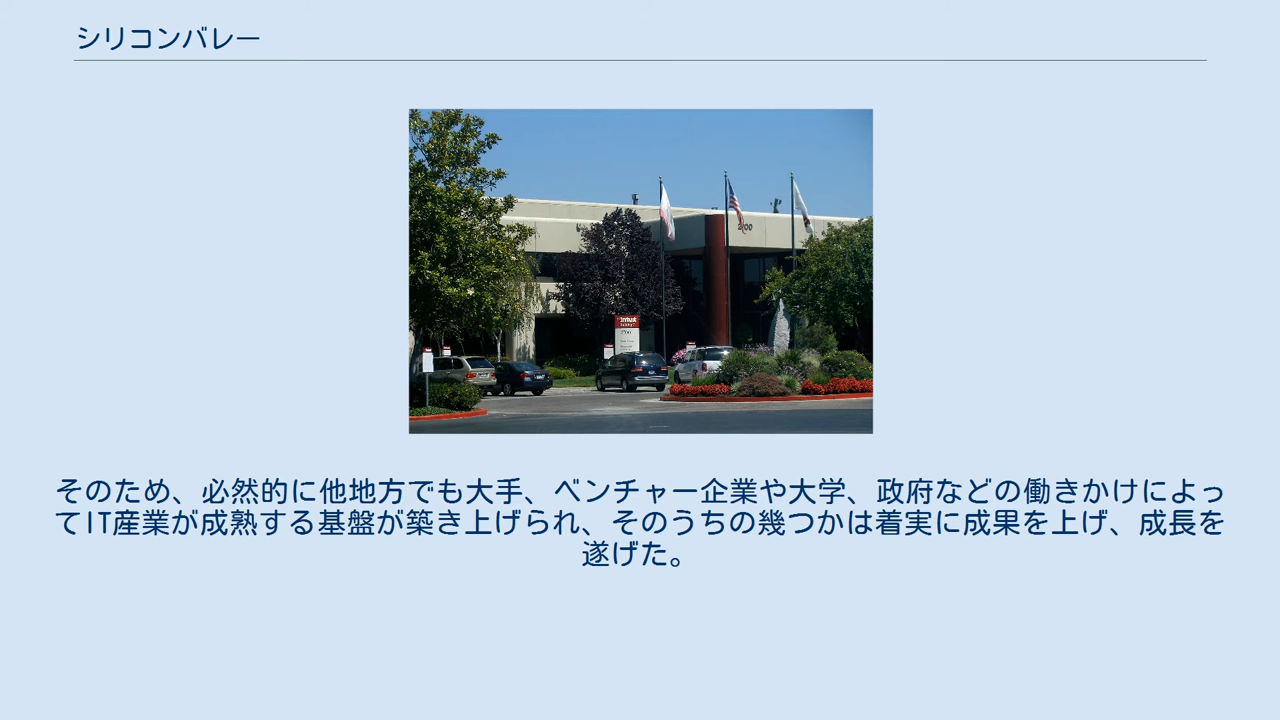 シリコンバレー
intuit
そのため、必然的に他地方でも大手、ベンチャー企業や大学、政府などの働きかけによっ
てIT産業が成熟する基盤が築き上げられ、そのうちの幾つかは着実に成果を上げ、成長を
遂げた。